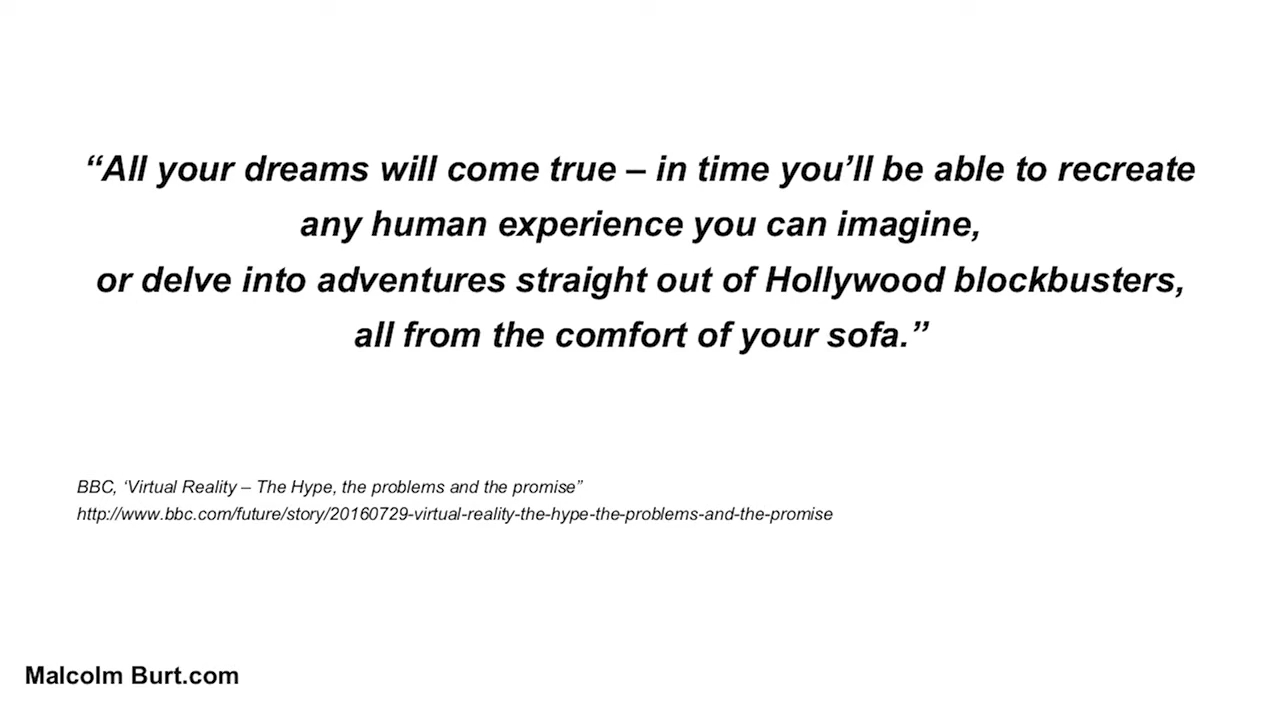 “All your dreams will come true – in time you’ll be able to recreate
any human experience you can imagine,
or delve into adventures straight out of Hollywood blockbusters,
all from the comfort of your sofa.”
BBC, ‘Virtual Reality – The Hype, the problems and the promise”
http://www.bbc.com/future/story/20160729-virtual-reality-the-hype-the-problems-and-the-promise
Malcolm Burt.com